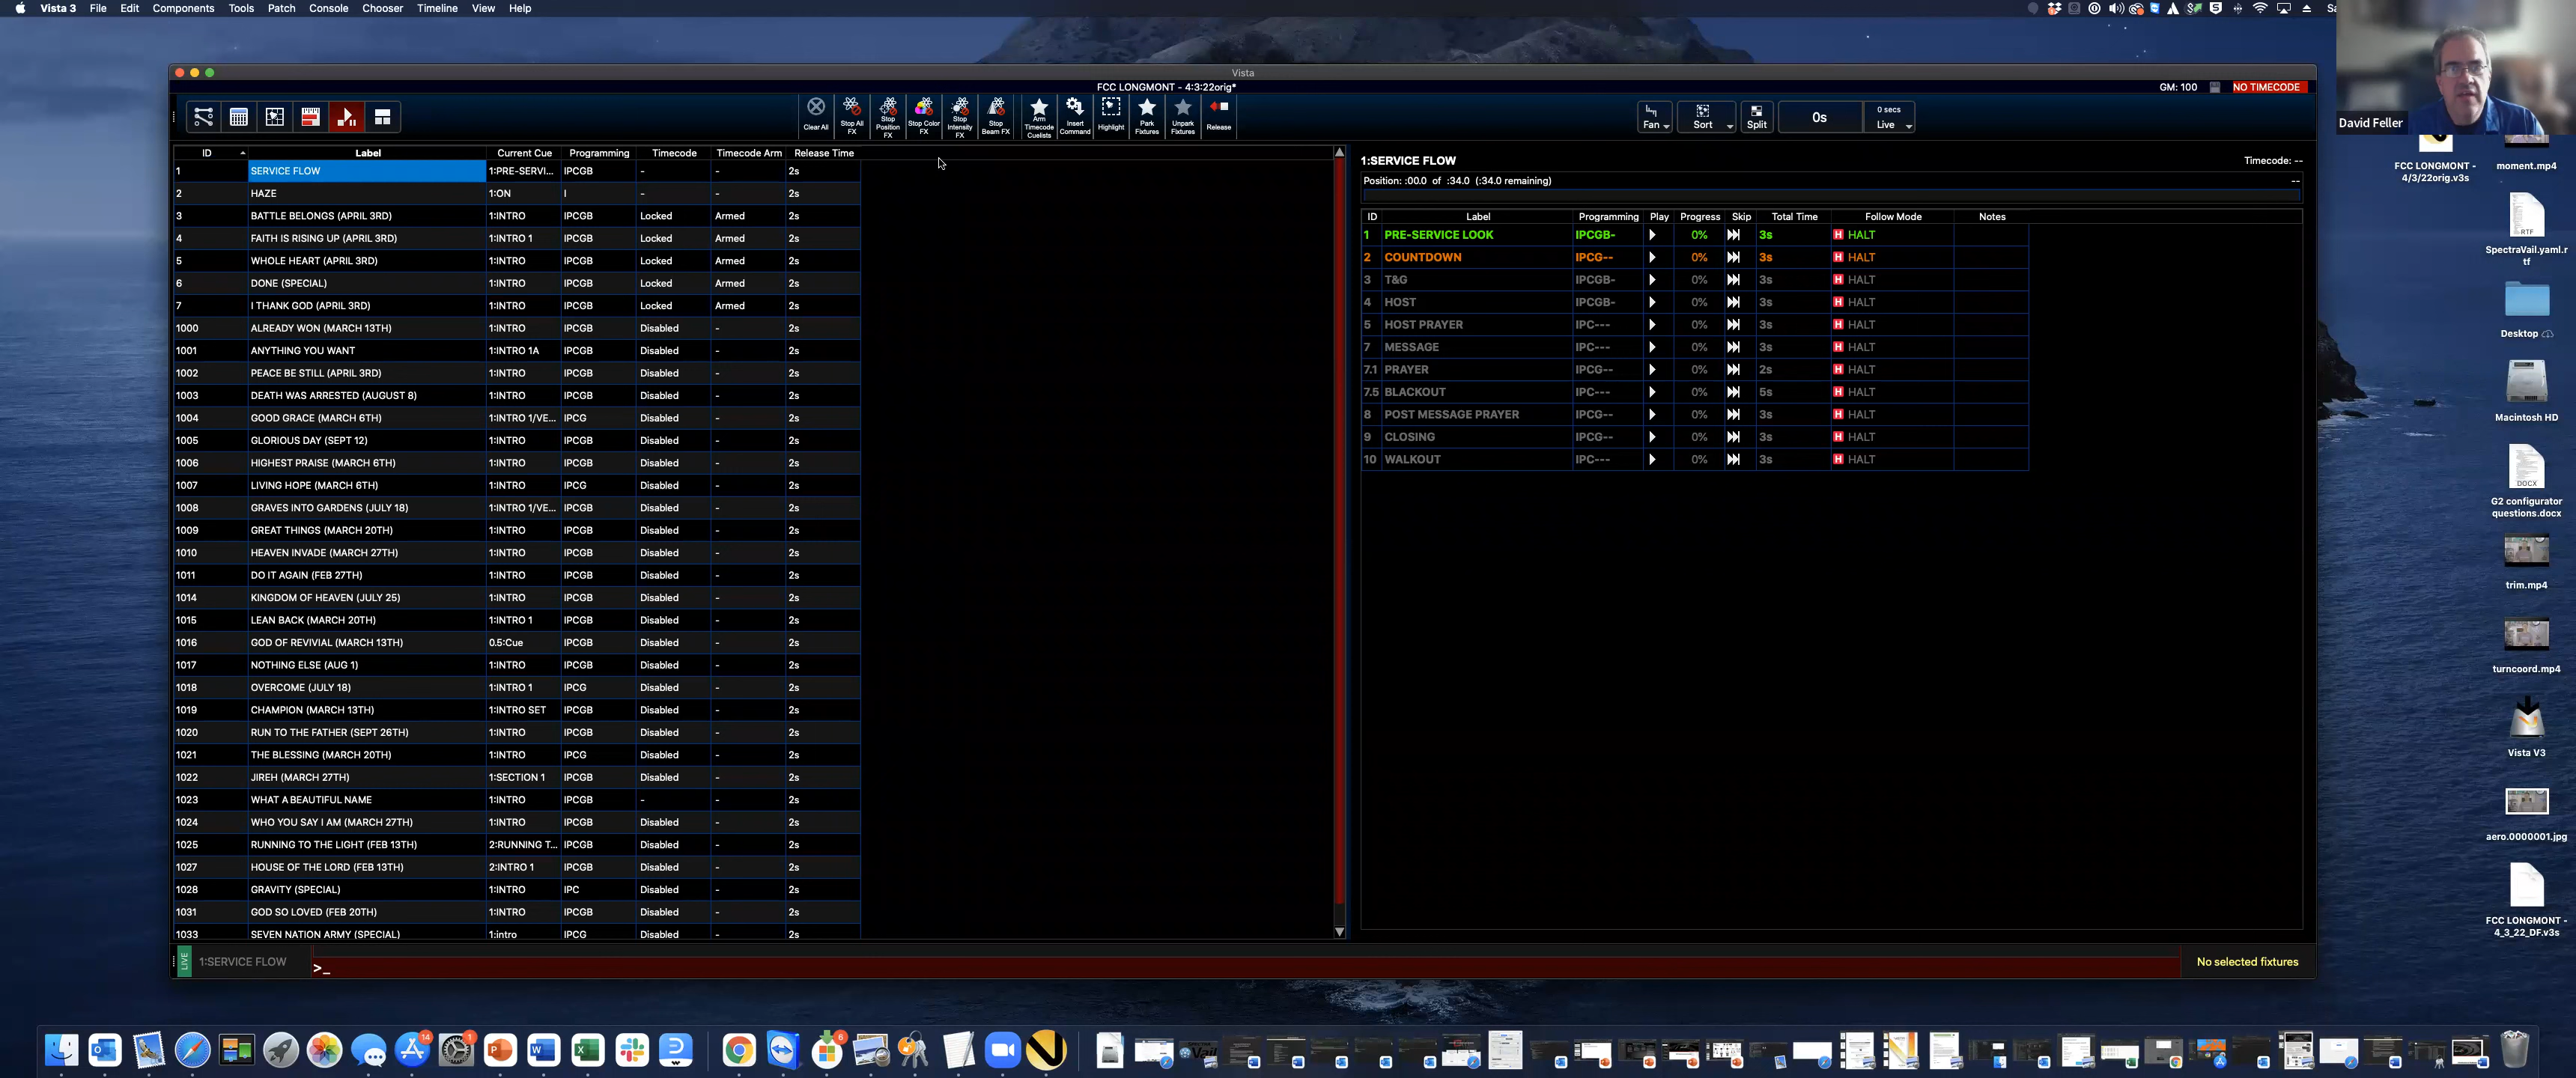 Vista 3 File Edit Components Tools Patch Console Chooser Timeline View Help
David Feller
Vista
FCC LONGMONT - 4:3:22orig*
GM: 100 NO TIMECODE
Clear All Stop All FX Stop Position FX Stop Color FX Stop Intensity FX Stop Beam FX Arm Timecode Cuelists Insert Command Highlight Park Fixtures Unpark Fixtures Release
Fan Sort Split 0s 0 secs Live
ID Label Current Cue Programming Timecode Timecode Arm Release Time
1 SERVICE FLOW 1:PRE-SERVI... IPCGB - - 2s
2 HAZE 1:ON I - - 2s
3 BATTLE BELONGS (APRIL 3RD) 1:INTRO IPCGB Locked Armed 2s
4 FAITH IS RISING UP (APRIL 3RD) 1:INTRO 1 IPCGB Locked Armed 2s
5 WHOLE HEART (APRIL 3RD) 1:INTRO IPCGB Locked Armed 2s
6 DONE (SPECIAL) 1:INTRO IPCGB Locked Armed 2s
7 I THANK GOD (APRIL 3RD) 1:INTRO IPCGB Locked Armed 2s
1000 ALREADY WON (MARCH 13TH) 1:INTRO IPCGB Disabled - 2s
1001 ANYTHING YOU WANT 1:INTRO 1A IPCGB Disabled - 2s
1002 PEACE BE STILL (APRIL 3RD) 1:INTRO IPCGB Disabled - 2s
1003 DEATH WAS ARRESTED (AUGUST 8) 1:INTRO IPCGB Disabled - 2s
1004 GOOD GRACE (MARCH 6TH) 1:INTRO 1/VE... IPCG Disabled - 2s
1005 GLORIOUS DAY (SEPT 12) 1:INTRO IPCGB Disabled - 2s
1006 HIGHEST PRAISE (MARCH 6TH) 1:INTRO IPCGB Disabled - 2s
1007 LIVING HOPE (MARCH 6TH) 1:INTRO IPCG Disabled - 2s
1008 GRAVES INTO GARDENS (JULY 18) 1:INTRO 1/VE... IPCGB Disabled - 2s
1009 GREAT THINGS (MARCH 20TH) 1:INTRO IPCGB Disabled - 2s
1010 HEAVEN INVADE (MARCH 27TH) 1:INTRO IPCGB Disabled - 2s
1011 DO IT AGAIN (FEB 27TH) 1:INTRO IPCGB Disabled - 2s
1014 KINGDOM OF HEAVEN (JULY 25) 1:INTRO IPCGB Disabled - 2s
1015 LEAN BACK (MARCH 20TH) 1:INTRO 1 IPCGB Disabled - 2s
1016 GOD OF REVIVIAL (MARCH 13TH) 0.5:Cue IPCGB Disabled - 2s
1017 NOTHING ELSE (AUG 1) 1:INTRO IPCGB Disabled - 2s
1018 OVERCOME (JULY 18) 1:INTRO 1 IPCG Disabled - 2s
1019 CHAMPION (MARCH 13TH) 1:INTRO SET IPCGB Disabled - 2s
1020 RUN TO THE FATHER (SEPT 26TH) 1:INTRO IPCGB Disabled - 2s
1021 THE BLESSING (MARCH 20TH) 1:INTRO IPCG Disabled - 2s
1022 JIREH (MARCH 27TH) 1:SECTION 1 IPCGB Disabled - 2s
1023 WHAT A BEAUTIFUL NAME 1:INTRO IPCGB - - 2s
1024 WHO YOU SAY I AM (MARCH 27TH) 1:INTRO IPCGB Disabled - 2s
1025 RUNNING TO THE LIGHT (FEB 13TH) 2:RUNNING T... IPCGB Disabled - 2s
1027 HOUSE OF THE LORD (FEB 13TH) 2:INTRO 1 IPCGB Disabled - 2s
1028 GRAVITY (SPECIAL) 1:INTRO IPC Disabled - 2s
1031 GOD SO LOVED (FEB 20TH) 1:INTRO IPCGB Disabled - 2s
1033 SEVEN NATION ARMY (SPECIAL) 1:intro IPCG Disabled - 2s
1:SERVICE FLOW Timecode: --
Position: :00.0 of :34.0 (:34.0 remaining) --
ID Label Programming Play Progress Skip Total Time Follow Mode Notes
1 PRE-SERVICE LOOK IPCGB- 0% 3s H HALT
2 COUNTDOWN IPCG-- 0% 3s H HALT
3 T&G IPCGB- 0% 3s H HALT
4 HOST IPCGB- 0% 3s H HALT
5 HOST PRAYER IPC--- 0% 3s H HALT
7 MESSAGE IPC--- 0% 3s H HALT
7.1 PRAYER IPCG-- 0% 2s H HALT
7.5 BLACKOUT IPC--- 0% 5s H HALT
8 POST MESSAGE PRAYER IPCG-- 0% 3s H HALT
9 CLOSING IPCG-- 0% 3s H HALT
10 WALKOUT IPC--- 0% 3s H HALT
LIVE 1:SERVICE FLOW >_ No selected fixtures
FCC LONGMONT -
4/3/22orig.v3s
moment.mp4
RTF
SpectraVail.yaml.r
tf
Desktop
Macintosh HD
DOCX
G2 configurator
questions.docx
trim.mp4
turncoord.mp4
Vista V3
aero.0000001.jpg
FCC LONGMONT -
4_3_22_DF.v3s
14
1
6